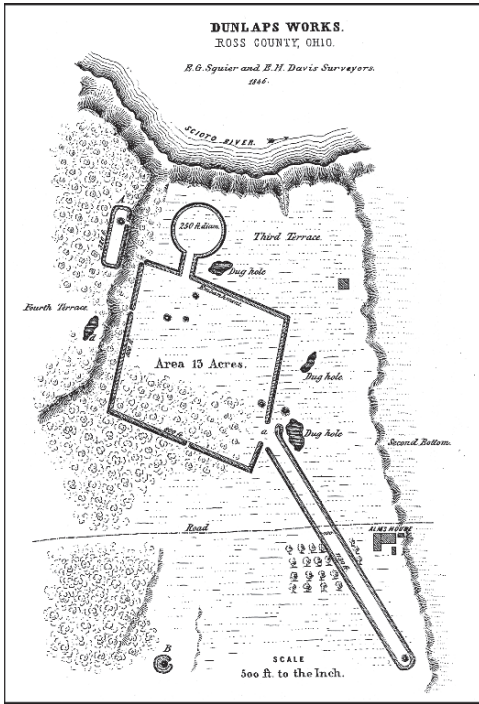 DUNLAPS WORKS.
ROSS COUNTY, OHIO.
E.G. Squier and E.H. Davis Surveyors.
1846.
SCIOTO RIVER.
A
250 ft. diam.
Third Terrace.
Dug hole
Fourth Terrace.
d
Area 13 Acres.
Dug hole.
a
Dug hole
Second Bottom.
Road
ALMS HOUSE
B
SCALE
500 ft. to the Inch.